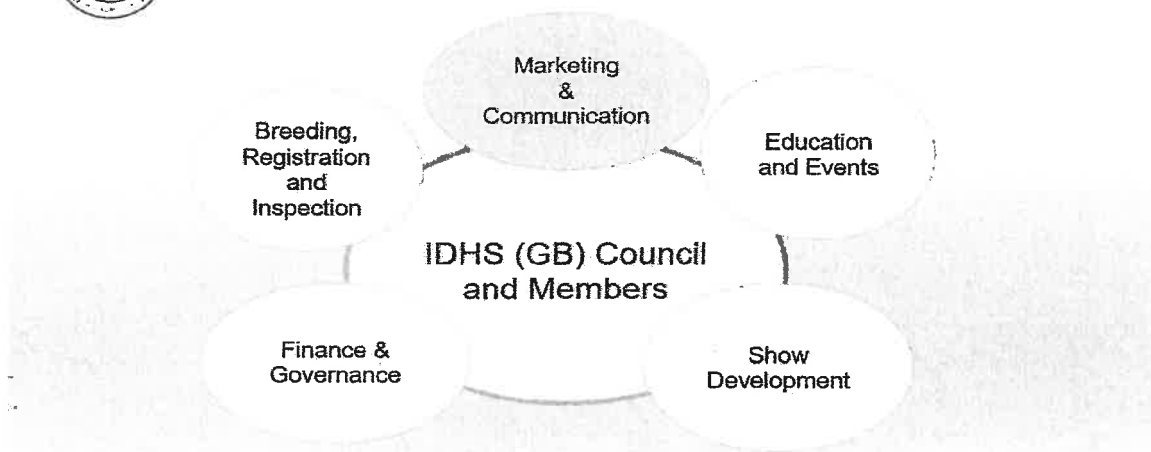 Marketing
&
Communication
Education
and Events
Breeding,
Registration
and
Inspection
IDHS (GB) Council
and Members
Finance &
Governance
Show
Development